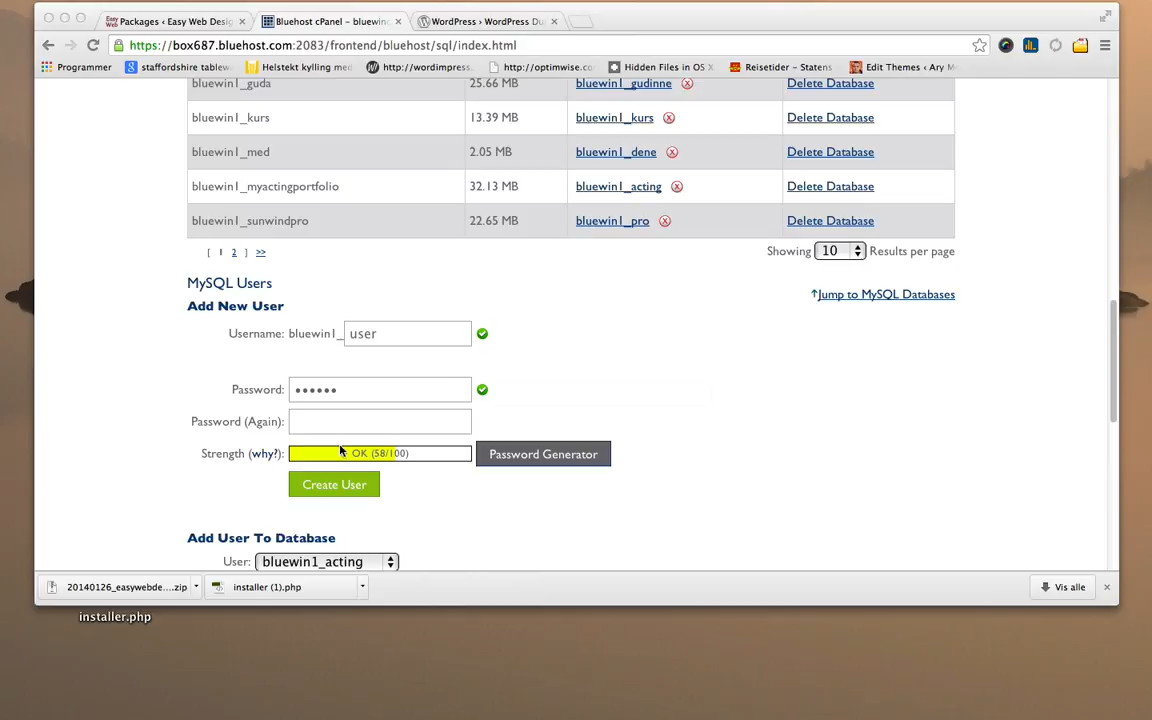 Packages ‹ Easy Web Desig
Bluehost cPanel – bluewinc
WordPress › WordPress Du
https://box687.bluehost.com:2083/frontend/bluehost/sql/index.html
Programmer
staffordshire tablewa
Helstekt kylling med
http://wordimpress.
http://optimwise.co
Hidden Files in OS X
Reisetider - Statens
Edit Themes ‹ Ary M
bluewin1_guda 25.66 MB bluewin1_gudinne Delete Database
bluewin1_kurs 13.39 MB bluewin1_kurs Delete Database
bluewin1_med 2.05 MB bluewin1_dene Delete Database
bluewin1_myactingportfolio 32.13 MB bluewin1_acting Delete Database
bluewin1_sunwindpro 22.65 MB bluewin1_pro Delete Database
[ 1 2 ] >> Showing 10 Results per page
MySQL Users
Jump to MySQL Databases
Add New User
Username: bluewin1_ user
Password: ••••••
Password (Again):
Strength (why?): OK (58/100) Password Generator
Create User
Add User To Database
User: bluewin1_acting
20140126_easywebde....zip
installer (1).php
Vis alle
installer.php